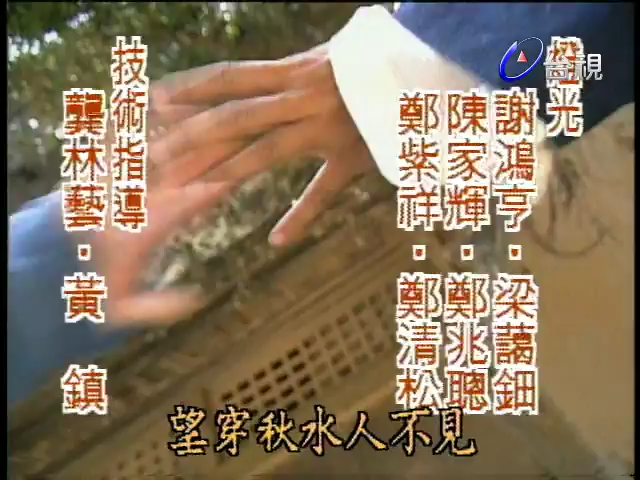 台視
燈光
謝鴻亨·梁藹鈿
陳家輝·鄭兆聰
鄭紫祥·鄭清松
技術指導
龔林藝·黃鎮
望穿秋水人不見